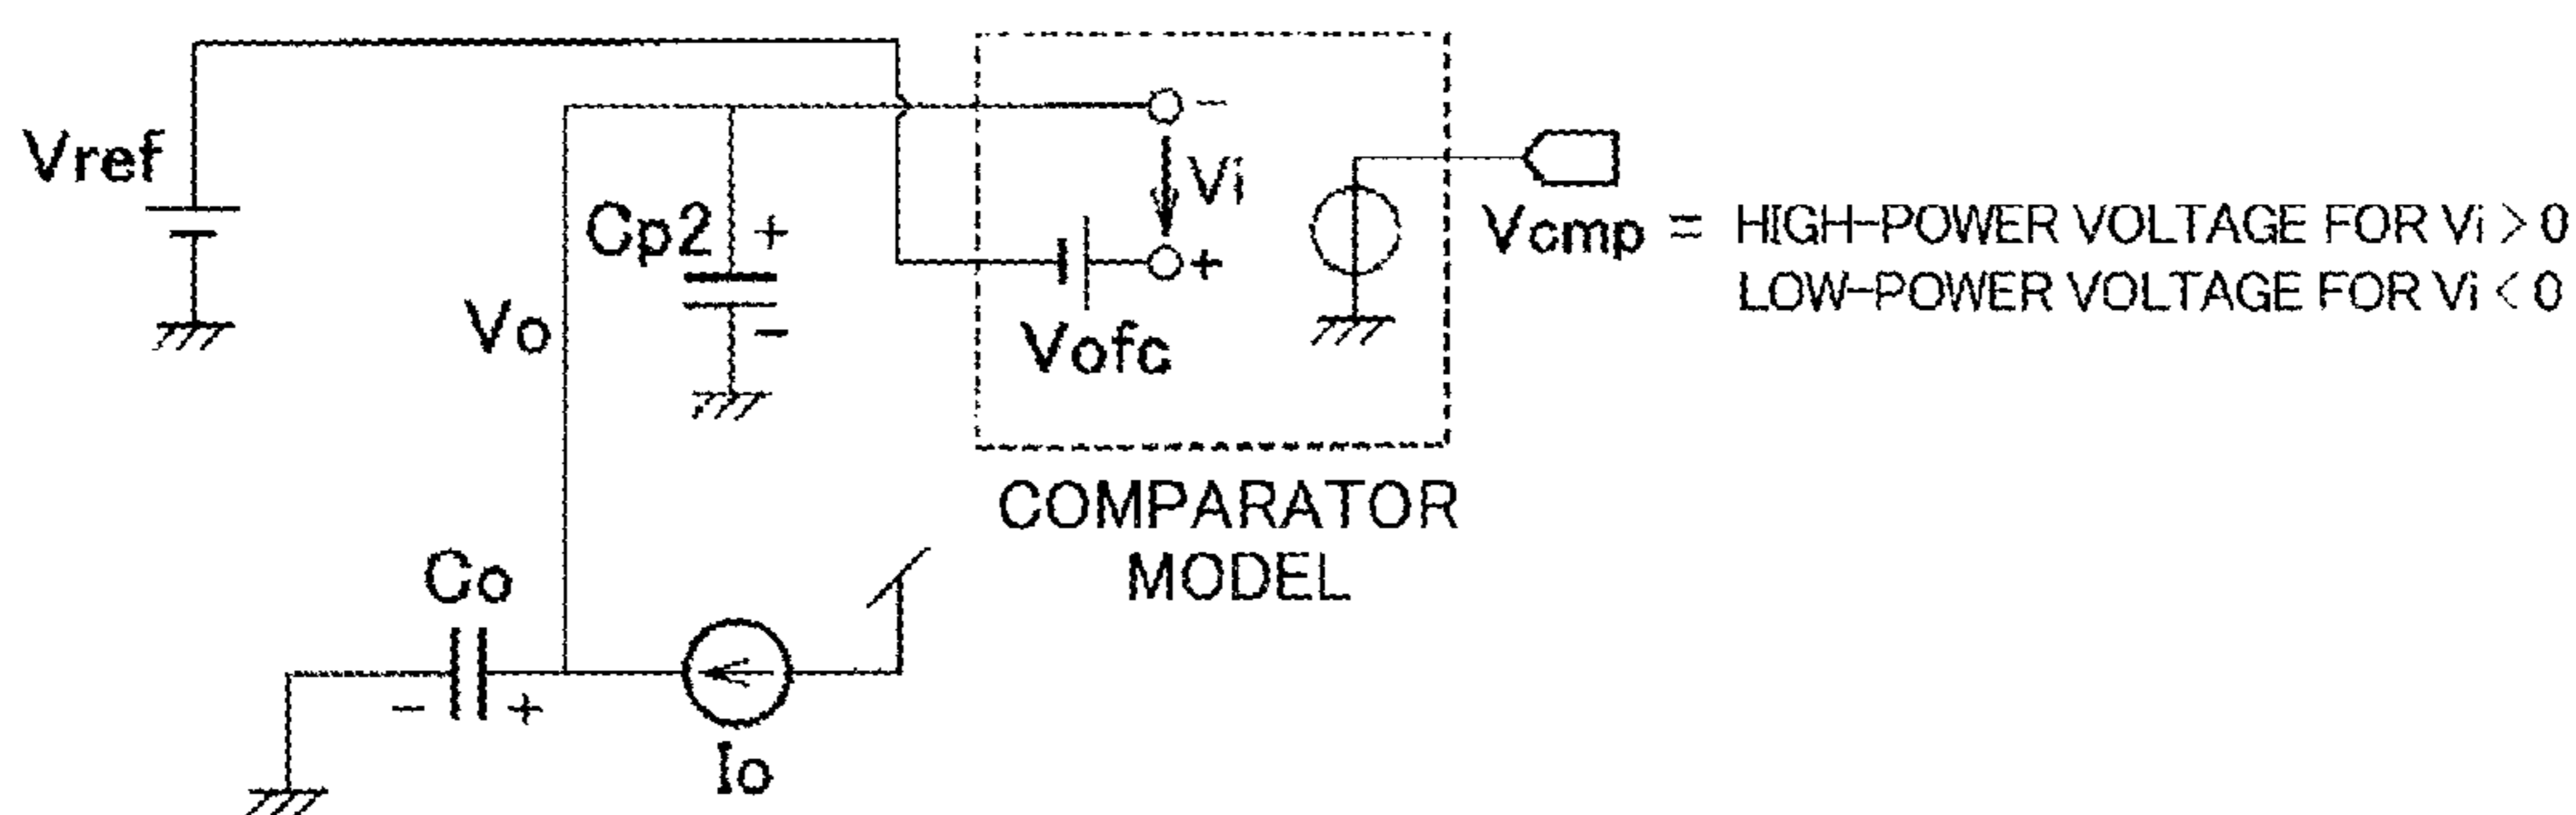 Vref
Vo
Cp2
+
-
-
Vi
+
Vofc
Vcmp = HIGH-POWER VOLTAGE FOR Vi > 0
LOW-POWER VOLTAGE FOR Vi < 0
COMPARATOR
MODEL
Co
- +
Io